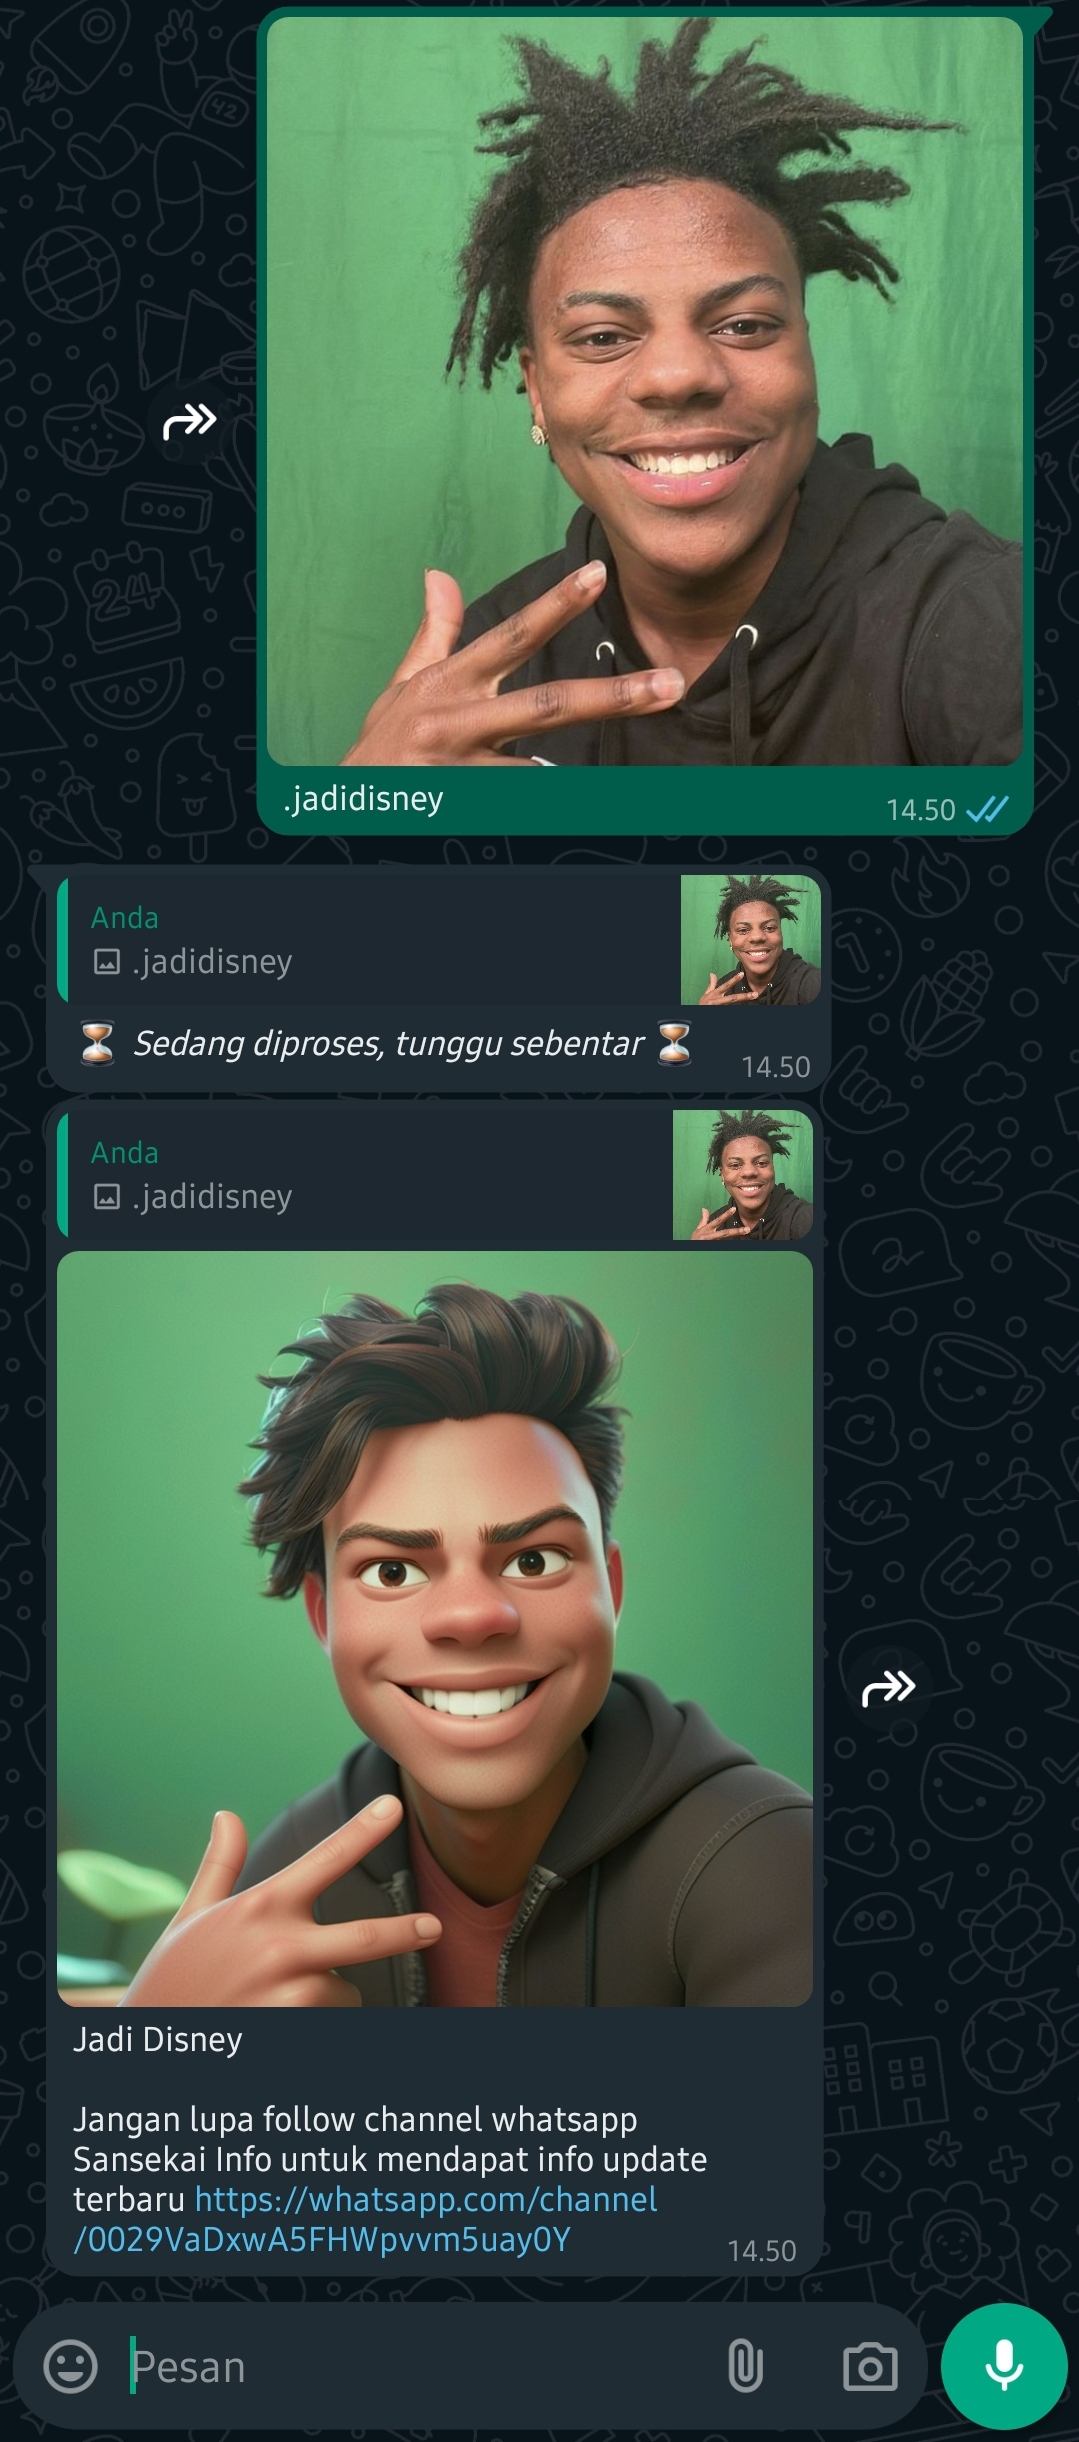 .jadidisney
14.50
Anda
.jadidisney
⏳ Sedang diproses, tunggu sebentar ⏳
14.50
Anda
.jadidisney
Jadi Disney
Jangan lupa follow channel whatsapp
Sansekai Info untuk mendapat info update
terbaru https://whatsapp.com/channel
/0029VaDxwA5FHWpvvm5uay0Y
14.50
Pesan